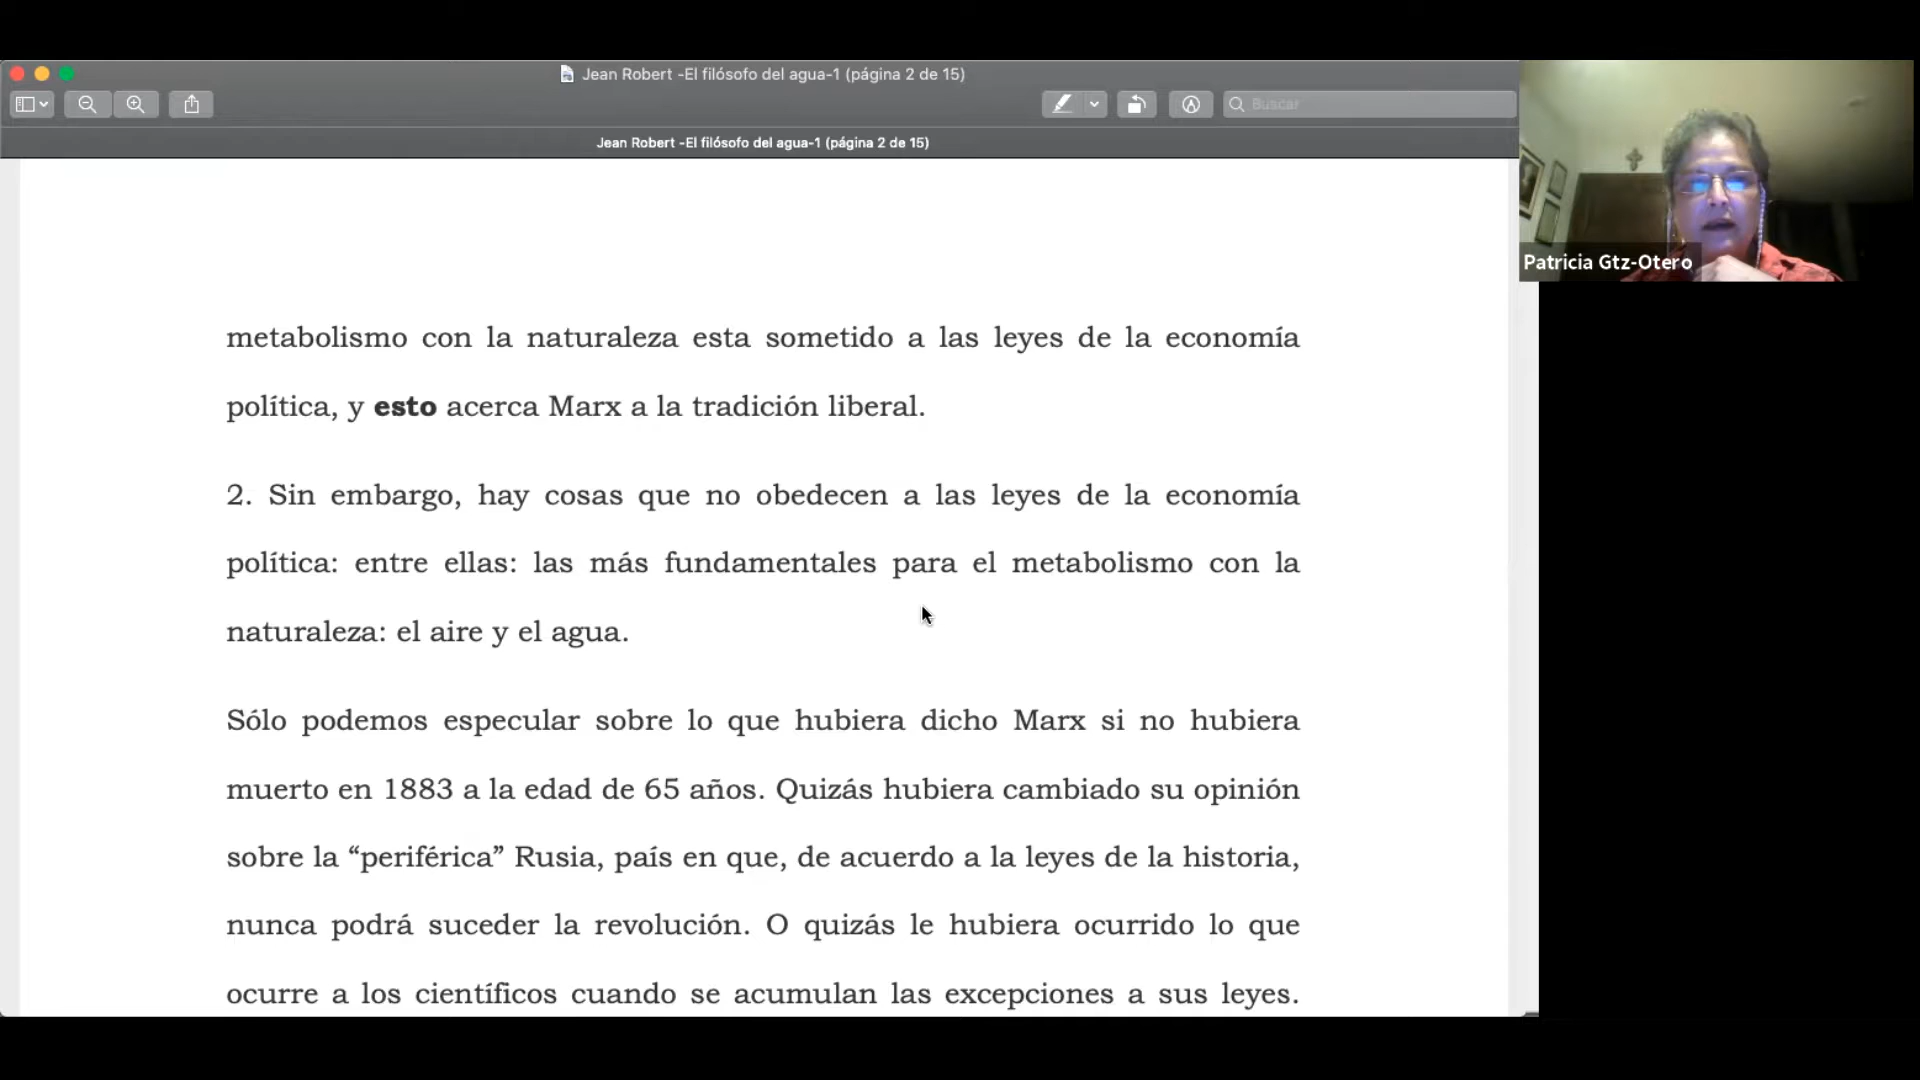 Jean Robert -El filósofo del agua-1 (página 2 de 15)
Buscar
Jean Robert -El filósofo del agua-1 (página 2 de 15)
Patricia Gtz-Otero
metabolismo con la naturaleza esta sometido a las leyes de la economía
política, y esto acerca Marx a la tradición liberal.
2. Sin embargo, hay cosas que no obedecen a las leyes de la economía
política: entre ellas: las más fundamentales para el metabolismo con la
naturaleza: el aire y el agua.
Sólo podemos especular sobre lo que hubiera dicho Marx si no hubiera
muerto en 1883 a la edad de 65 años. Quizás hubiera cambiado su opinión
sobre la “periférica” Rusia, país en que, de acuerdo a la leyes de la historia,
nunca podrá suceder la revolución. O quizás le hubiera ocurrido lo que
ocurre a los científicos cuando se acumulan las excepciones a sus leyes.